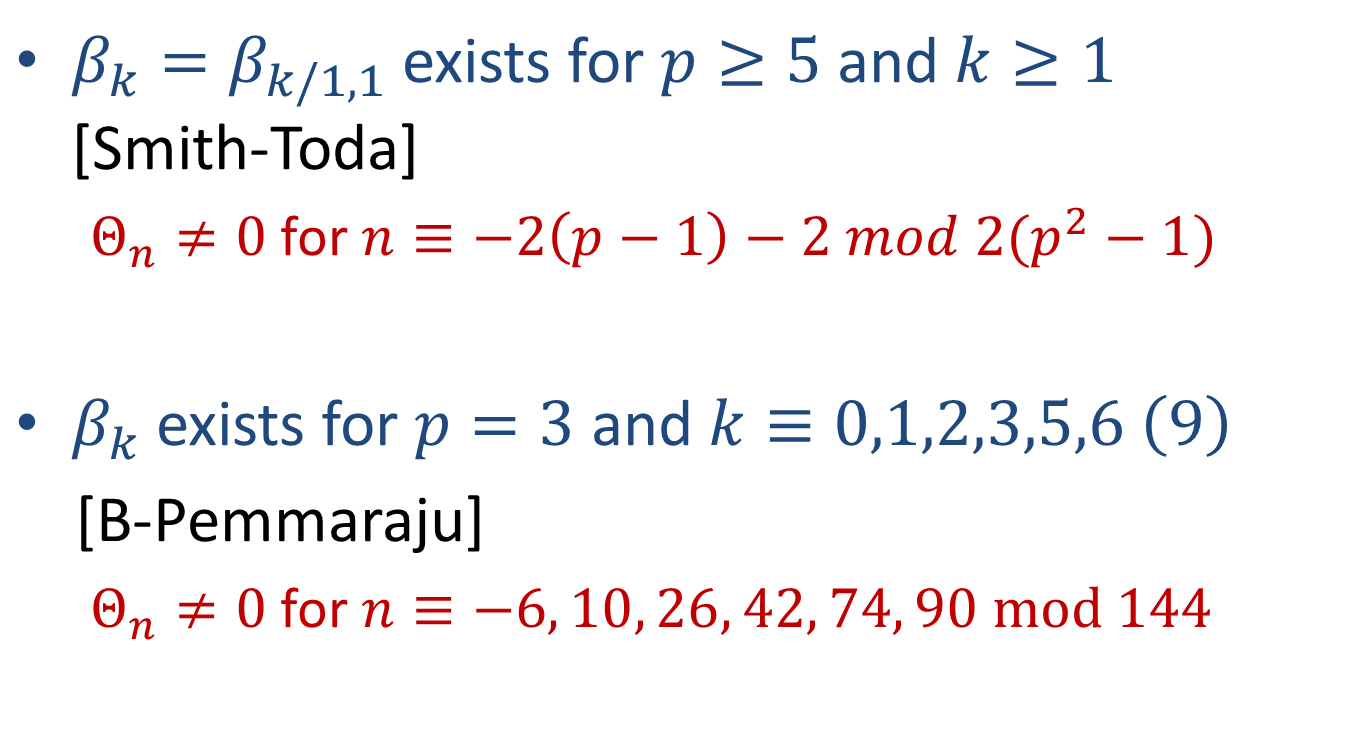 • βₖ = βₖ/₁,₁ exists for p ≥ 5 and k ≥ 1
[Smith-Toda]
Θₙ ≠ 0 for n ≡ −2(p − 1) − 2 mod 2(p² − 1)
• βₖ exists for p = 3 and k ≡ 0,1,2,3,5,6 (9)
[B-Pemmaraju]
Θₙ ≠ 0 for n ≡ −6, 10, 26, 42, 74, 90 mod 144